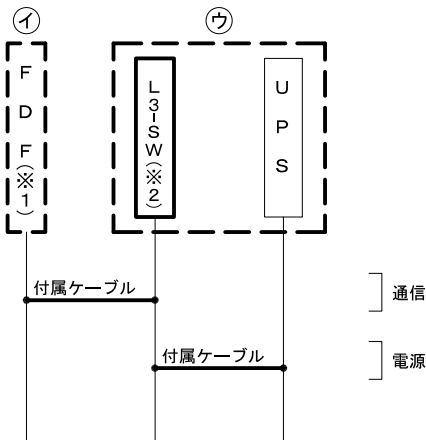 イ
ウ
FDF(※1)
L3-SW(※2)
UPS
付属ケーブル
通信
付属ケーブル
電源